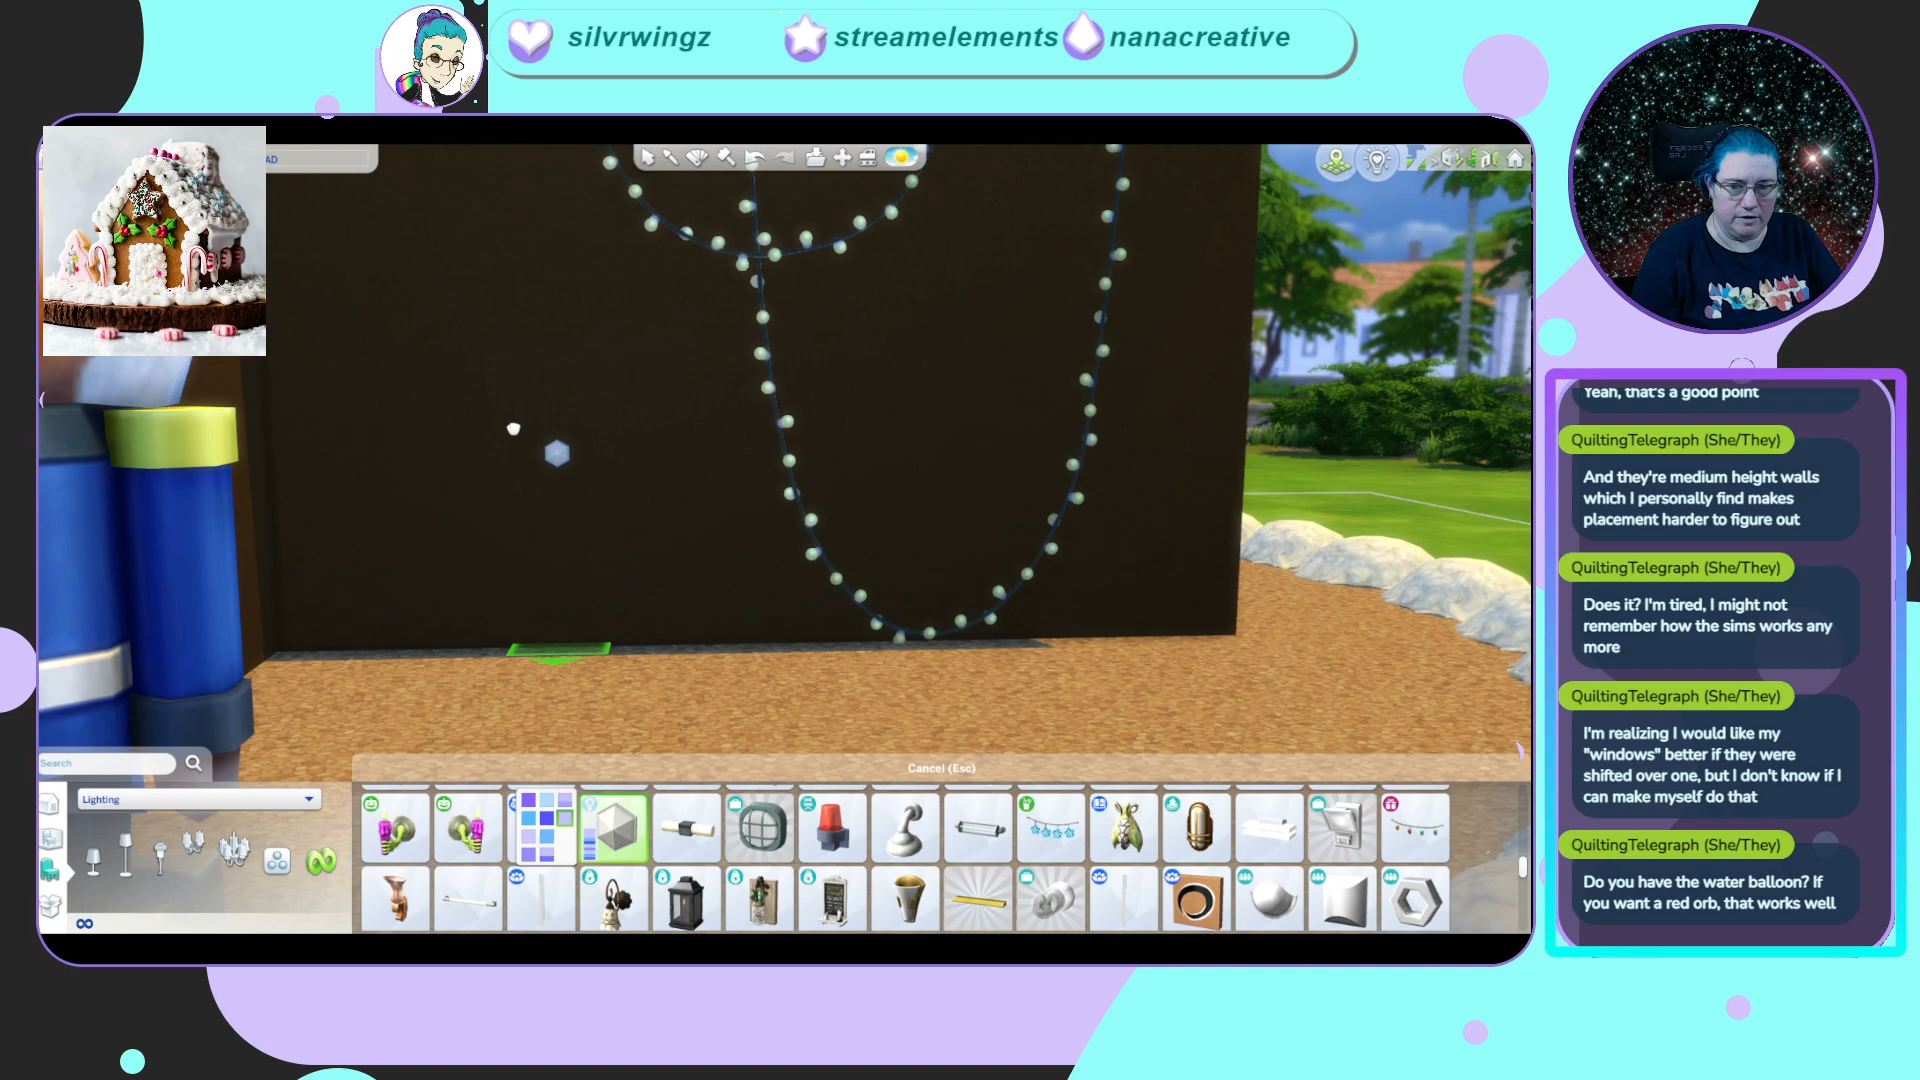 silvrwingz
streamelements
nanacreative
AD
Yeah, that's a good point
QuiltingTelegraph (She/They)
And they're medium height walls
which I personally find makes
placement harder to figure out
QuiltingTelegraph (She/They)
Does it? I'm tired, I might not
remember how the sims works any
more
QuiltingTelegraph (She/They)
I'm realizing I would like my
"windows" better if they were
shifted over one, but I don't know if I
can make myself do that
QuiltingTelegraph (She/They)
Do you have the water balloon? If
you want a red orb, that works well
Search
Cancel (Esc)
Lighting